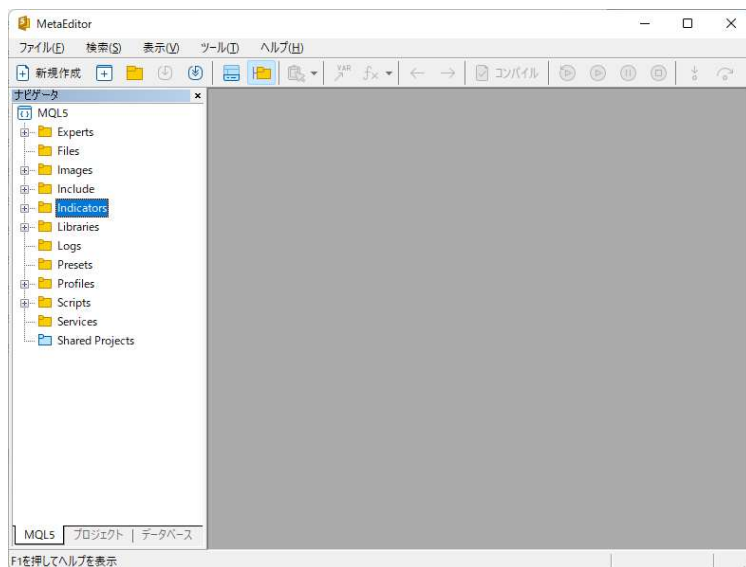 MetaEditor
ファイル(F) 検索(S) 表示(V) ツール(T) ヘルプ(H)
新規作成 VAR fx コンパイル
ナビゲータ
MQL5
Experts
Files
Images
Include
Indicators
Libraries
Logs
Presets
Profiles
Scripts
Services
Shared Projects
MQL5 プロジェクト | データベース
F1を押してヘルプを表示